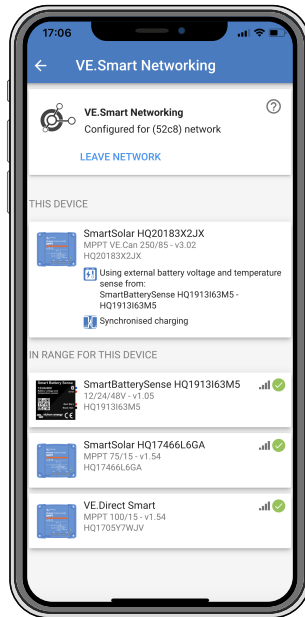 17:06
VE.Smart Networking
VE.Smart Networking
Configured for (52c8) network
LEAVE NETWORK
THIS DEVICE
SmartSolar HQ20183X2JX
MPPT VE.Can 250/85 - v3.02
HQ20183X2JX
Using external battery voltage and temperature
sense from:
SmartBatterySense HQ1913I63M5 -
HQ1913I63M5
Synchronised charging
IN RANGE FOR THIS DEVICE
Smart Battery Sense
SmartBatterySense HQ1913I63M5
12/24/48V - v1.05
HQ1913I63M5
SmartSolar HQ17466L6GA
MPPT 75/15 - v1.54
HQ17466L6GA
VE.Direct Smart
MPPT 100/15 - v1.54
HQ1705Y7WJV